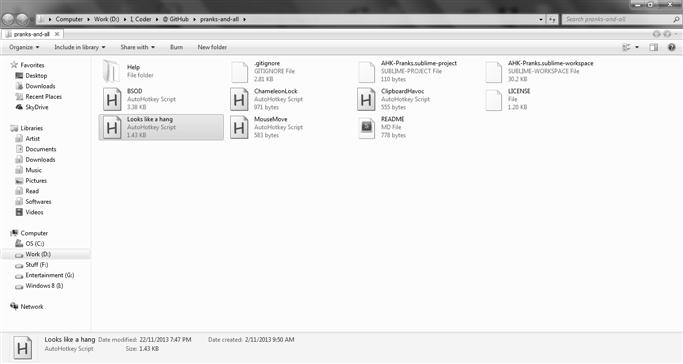 Computer ▸ Work (D:) ▸ 1. Coder ▸ @ GitHub ▸ pranks-and-all ▸
Search pranks-and-all
pranks-and-all
Organize Include in library Share with Burn New folder
Favorites
Desktop
Downloads
Recent Places
SkyDrive
Libraries
Artist
Documents
Downloads
Music
Pictures
Read
Softwares
Videos
Computer
OS (C:)
Work (D:)
Stuff (F:)
Entertainment (G:)
Windows 8 (I:)
Network
Help
File folder
.gitignore
GITIGNORE File
2.81 KB
AHK-Pranks.sublime-project
SUBLIME-PROJECT File
110 bytes
AHK-Pranks.sublime-workspace
SUBLIME-WORKSPACE File
30.2 KB
BSOD
AutoHotkey Script
3.38 KB
ChameleonLock
AutoHotkey Script
971 bytes
ClipboardHavoc
AutoHotkey Script
555 bytes
LICENSE
File
1.20 KB
Looks like a hang
AutoHotkey Script
1.43 KB
MouseMove
AutoHotkey Script
583 bytes
README
MD File
778 bytes
Looks like a hang Date modified: 22/11/2013 7:47 PM Date created: 2/11/2013 9:50 AM
AutoHotkey Script Size: 1.43 KB